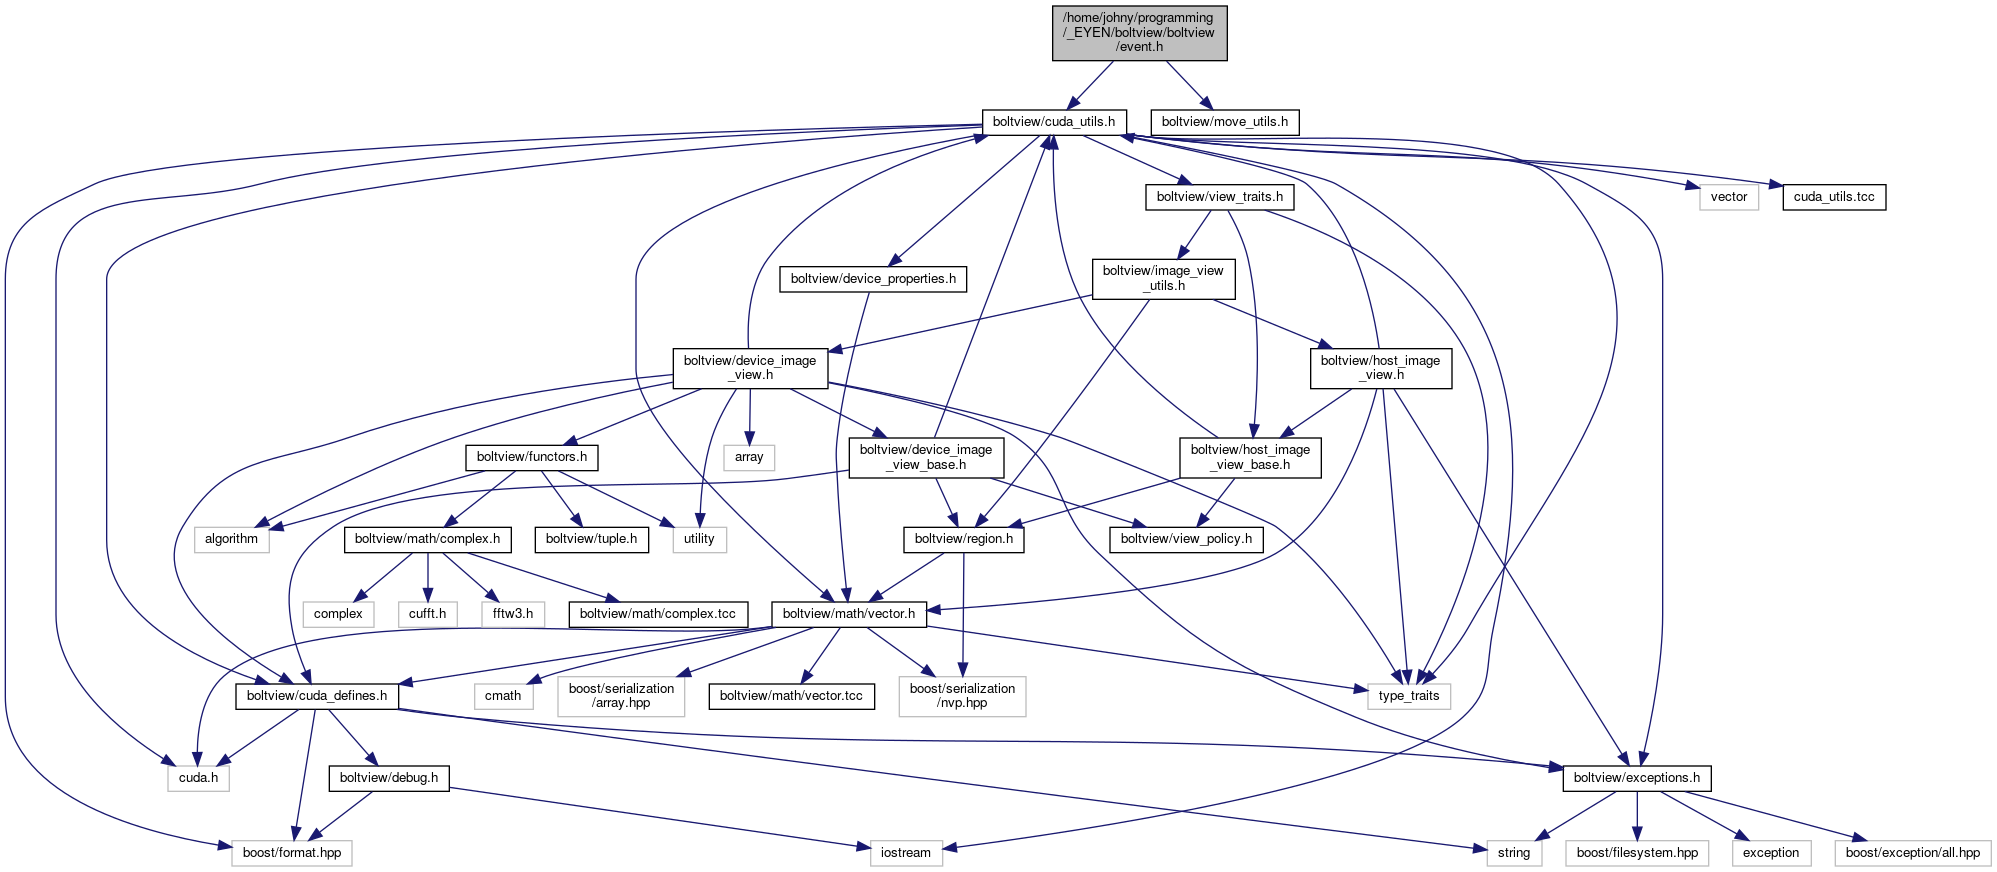 /home/johny/programming
/_EYEN/boltview/boltview
/event.h
boltview/cuda_utils.h
boltview/move_utils.h
boltview/view_traits.h
vector
cuda_utils.tcc
boltview/device_properties.h
boltview/image_view
_utils.h
boltview/device_image
_view.h
boltview/host_image
_view.h
boltview/functors.h
array
boltview/device_image
_view_base.h
boltview/host_image
_view_base.h
algorithm
boltview/math/complex.h
boltview/tuple.h
utility
boltview/region.h
boltview/view_policy.h
complex
cufft.h
fftw3.h
boltview/math/complex.tcc
boltview/math/vector.h
boltview/cuda_defines.h
cmath
boost/serialization
/array.hpp
boltview/math/vector.tcc
boost/serialization
/nvp.hpp
type_traits
cuda.h
boltview/debug.h
boltview/exceptions.h
boost/format.hpp
iostream
string
boost/filesystem.hpp
exception
boost/exception/all.hpp